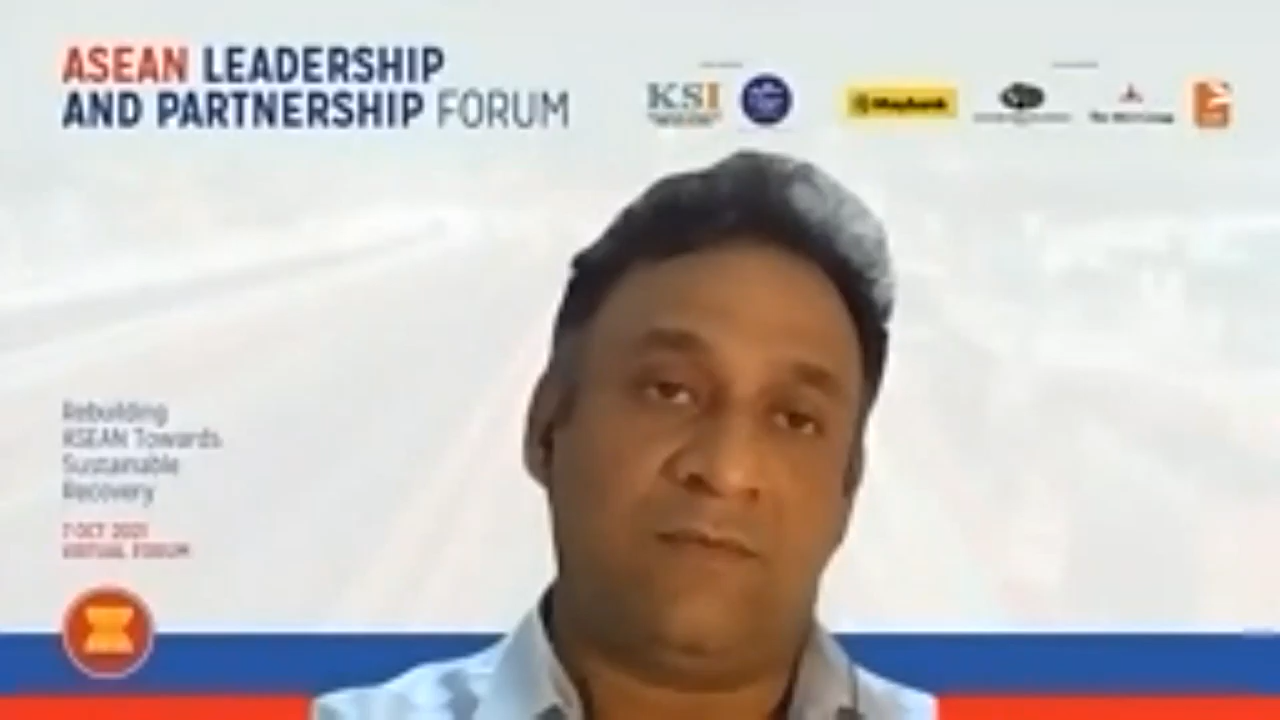 ASEAN LEADERSHIP
AND PARTNERSHIP FORUM
KSI
Maybank
Rebuilding
ASEAN Towards
Sustainable
Recovery
7 OCT 2021
VIRTUAL FORUM